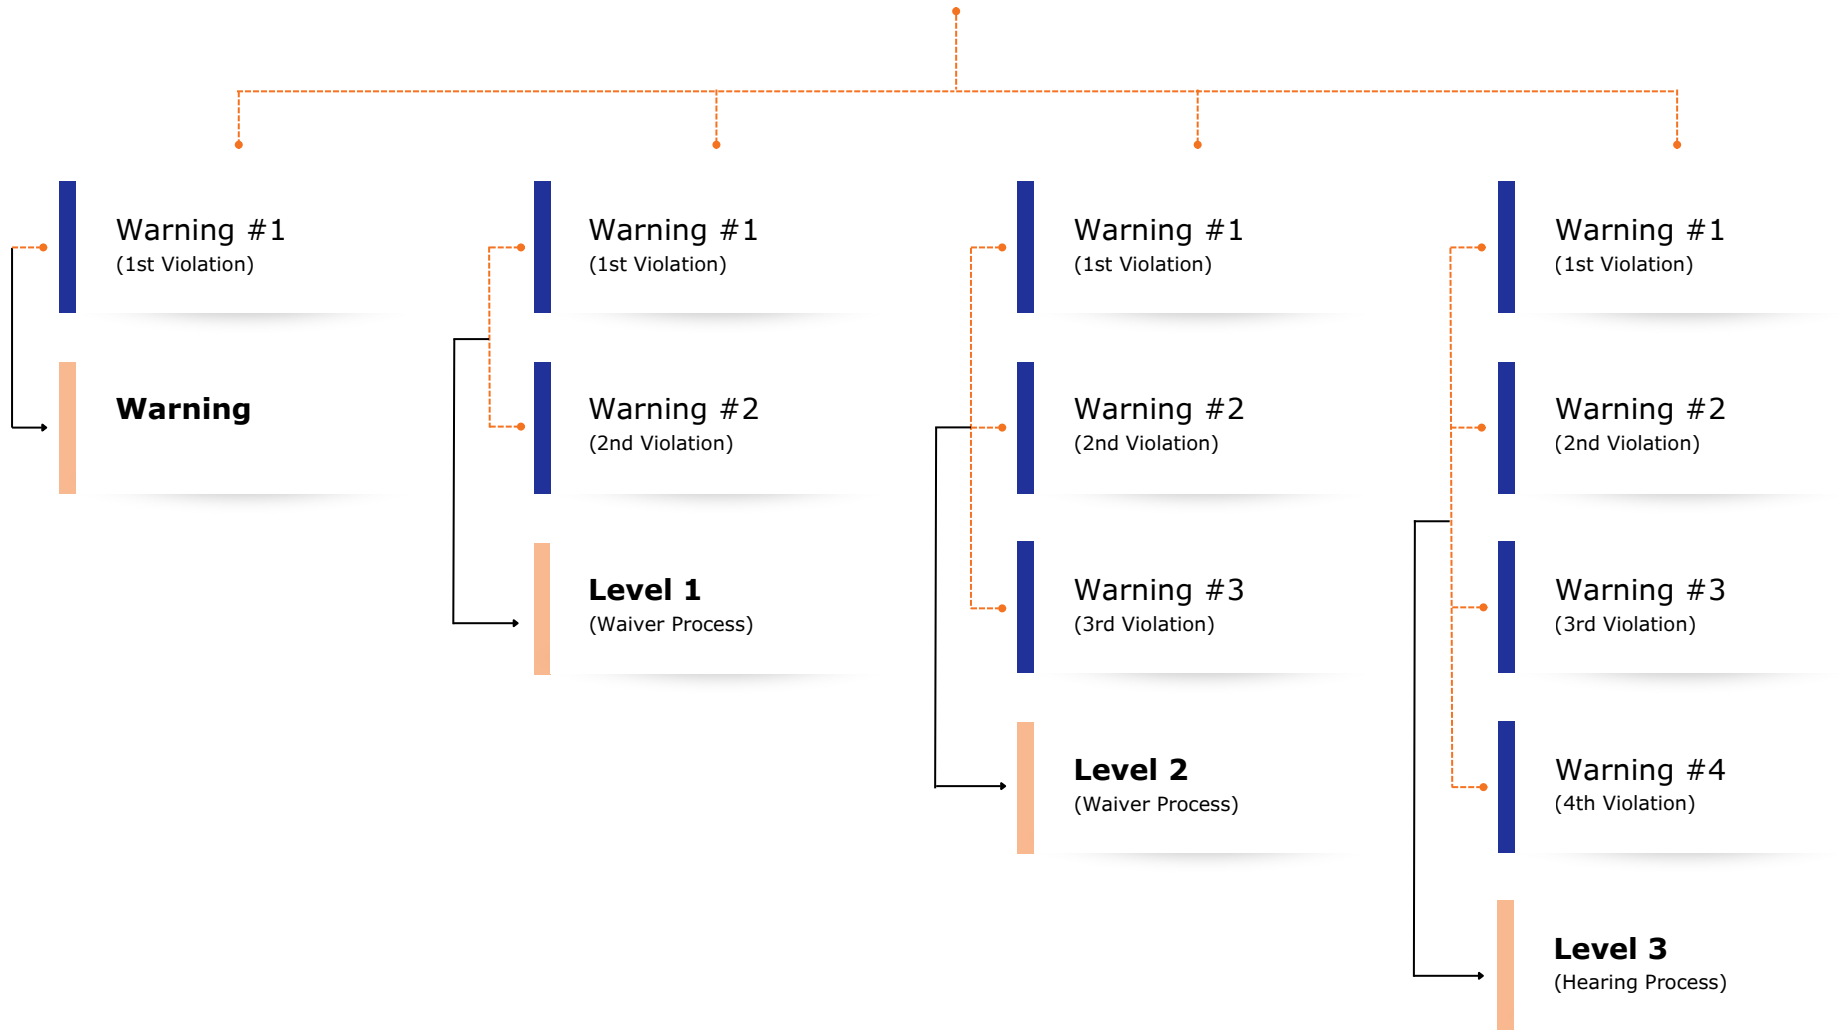 Warning #1
(1st Violation)
Warning
Warning #1
(1st Violation)
Warning #2
(2nd Violation)
Level 1
(Waiver Process)
Warning #1
(1st Violation)
Warning #2
(2nd Violation)
Warning #3
(3rd Violation)
Level 2
(Waiver Process)
Warning #1
(1st Violation)
Warning #2
(2nd Violation)
Warning #3
(3rd Violation)
Warning #4
(4th Violation)
Level 3
(Hearing Process)